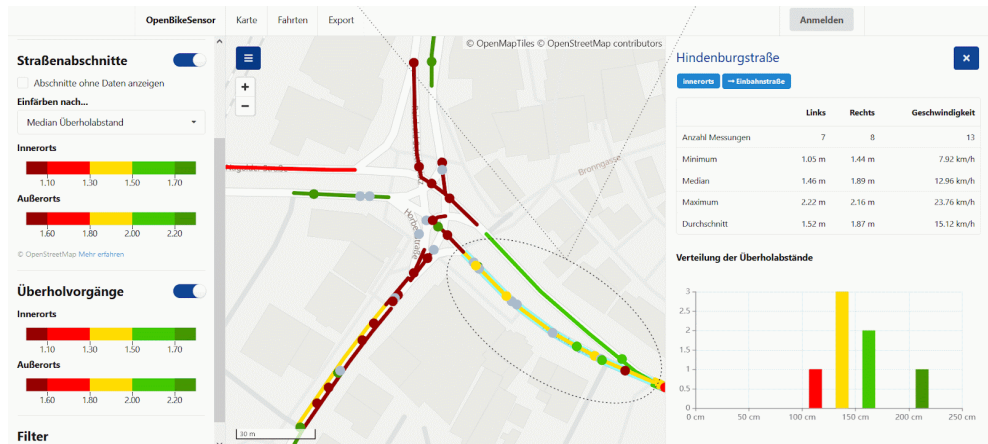 OpenBikeSensor Karte Fahrten Export Anmelden
Straßenabschnitte
Abschnitte ohne Daten anzeigen
Einfärben nach...
Median Überholabstand
Innerorts
1.10 1.30 1.50 1.70
Außerorts
1.60 1.80 2.00 2.20
© OpenStreetMap Mehr erfahren
Überholvorgänge
Innerorts
1.10 1.30 1.50 1.70
Außerorts
1.60 1.80 2.00 2.20
Filter
© OpenMapTiles © OpenStreetMap contributors
+
−
Bronngasse
30 m
Hindenburgstraße
×
Innerorts → Einbahnstraße
Links Rechts Geschwindigkeit
Anzahl Messungen 7 8 13
Minimum 1.05 m 1.44 m 7.92 km/h
Median 1.46 m 1.89 m 12.96 km/h
Maximum 2.22 m 2.16 m 23.76 km/h
Durchschnitt 1.52 m 1.87 m 15.12 km/h
Verteilung der Überholabstände
3
2.5
2
1.5
1
0.5
0
0 cm 50 cm 100 cm 150 cm 200 cm 250 cm